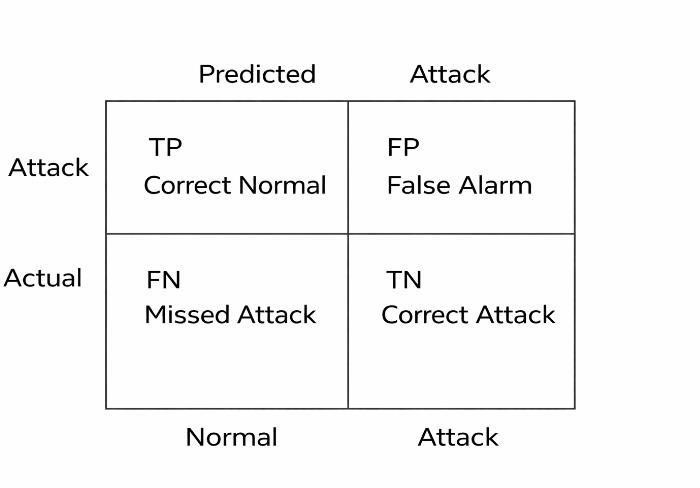 Predicted Attack
Attack
TP
Correct Normal
FP
False Alarm
Actual
FN
Missed Attack
TN
Correct Attack
Normal Attack